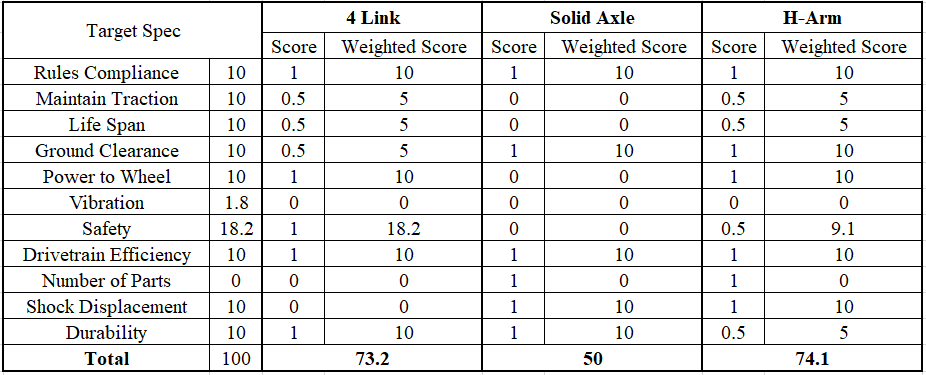 Target Spec 4 Link Solid Axle H-Arm
Score Weighted Score Score Weighted Score Score Weighted Score
Rules Compliance 10 1 10 1 10 1 10
Maintain Traction 10 0.5 5 0 0 0.5 5
Life Span 10 0.5 5 0 0 0.5 5
Ground Clearance 10 0.5 5 1 10 1 10
Power to Wheel 10 1 10 0 0 1 10
Vibration 1.8 0 0 0 0 0 0
Safety 18.2 1 18.2 0 0 0.5 9.1
Drivetrain Efficiency 10 1 10 1 10 1 10
Number of Parts 0 0 0 1 0 1 0
Shock Displacement 10 0 0 1 10 1 10
Durability 10 1 10 1 10 0.5 5
Total 100 73.2 50 74.1